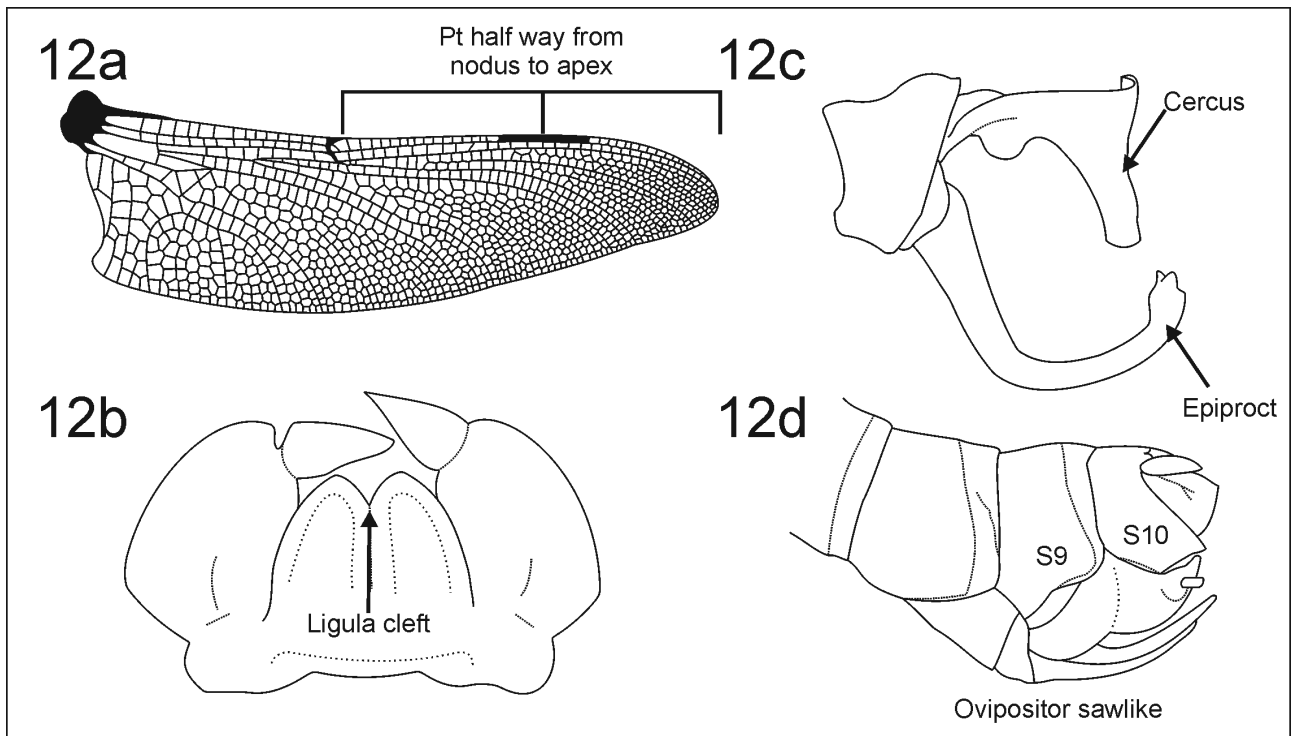 12a
Pt half way from
nodus to apex
12c
Cercus
Epiproct
12b
Ligula cleft
12d
S9
S10
Ovipositor sawlike